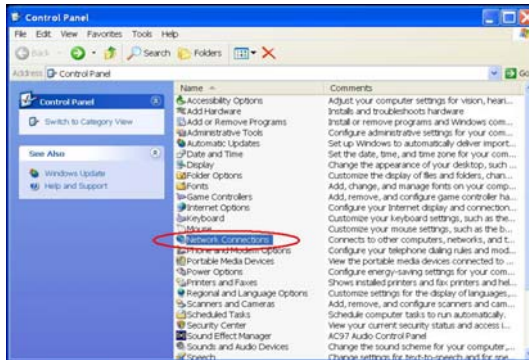 Control Panel
File Edit View Favorites Tools Help
Back Search Folders
Address Control Panel Go
Control Panel
Switch to Category View
See Also
Windows Update
Help and Support
Name Comments
Accessibility Options Adjust your computer settings for vision, heari...
Add Hardware Installs and troubleshoots hardware
Add or Remove Programs Install or remove programs and Windows com...
Administrative Tools Configure administrative settings for your com...
Automatic Updates Set up Windows to automatically deliver import...
Date and Time Set the date, time, and time zone for your com...
Display Change the appearance of your desktop, such ...
Folder Options Customize the display of files and folders, chan...
Fonts Add, change, and manage fonts on your comp...
Game Controllers Add, remove, and configure game controller ha...
Internet Options Configure your Internet display and connection...
Keyboard Customize your keyboard settings, such as the...
Mouse Customize your mouse settings, such as the b...
Network Connections Connects to other computers, networks, and t...
Phone and Modem Options Configure your telephone dialing rules and mod...
Portable Media Devices View the portable media devices connected to ...
Power Options Configure energy-saving settings for your com...
Printers and Faxes Shows installed printers and fax printers and hel...
Regional and Language Options Customize settings for the display of languages,...
Scanners and Cameras Add, remove, and configure scanners and cam...
Scheduled Tasks Schedule computer tasks to run automatically.
Security Center View your current security status and access i...
Sound Effect Manager AC97 Audio Control Panel
Sounds and Audio Devices Change the sound scheme for your computer,...
Speech Change settings for text-to-speech and for spe...